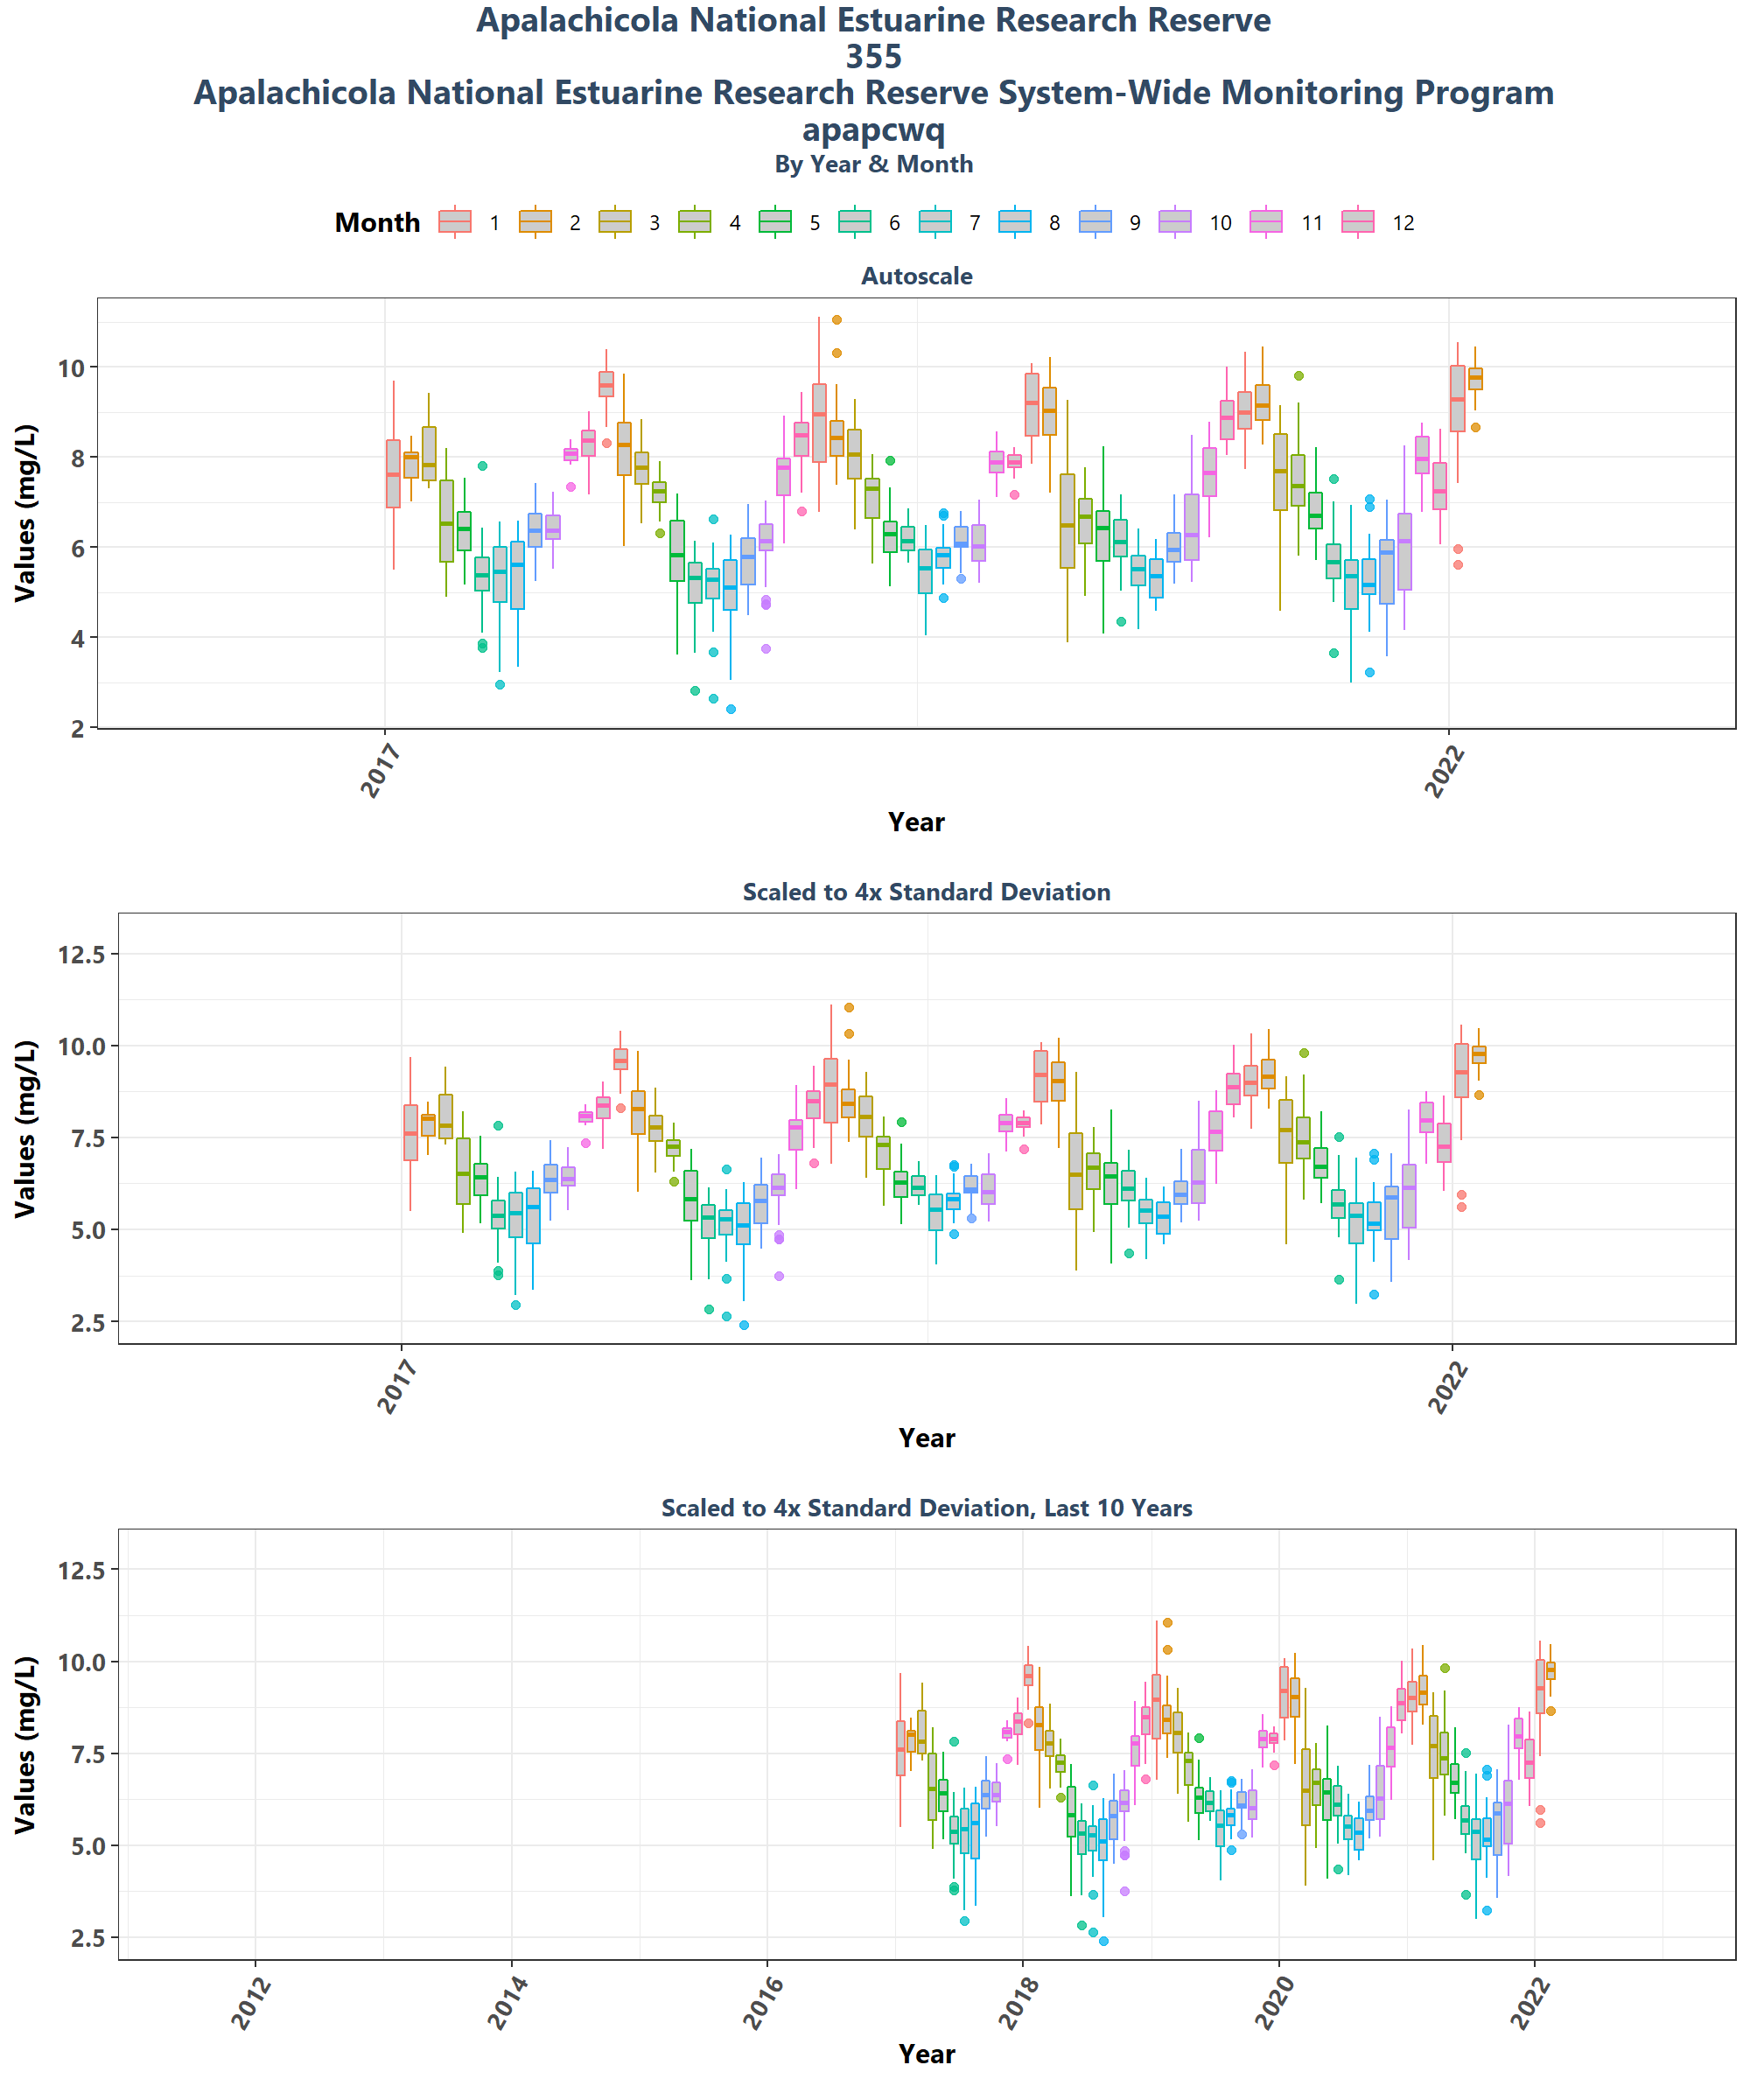 Apalachicola National Estuarine Research Reserve
355
Apalachicola National Estuarine Research Reserve System-Wide Monitoring Program
apapcwq
By Year & Month
Month 1 2 3 4 5 6 7 8 9 10 11 12
Autoscale
Values (mg/L)
10
8
6
4
2
2017 2022
Year
Scaled to 4x Standard Deviation
Values (mg/L)
12.5
10.0
7.5
5.0
2.5
2017 2022
Year
Scaled to 4x Standard Deviation, Last 10 Years
Values (mg/L)
12.5
10.0
7.5
5.0
2.5
2012 2014 2016 2018 2020 2022
Year